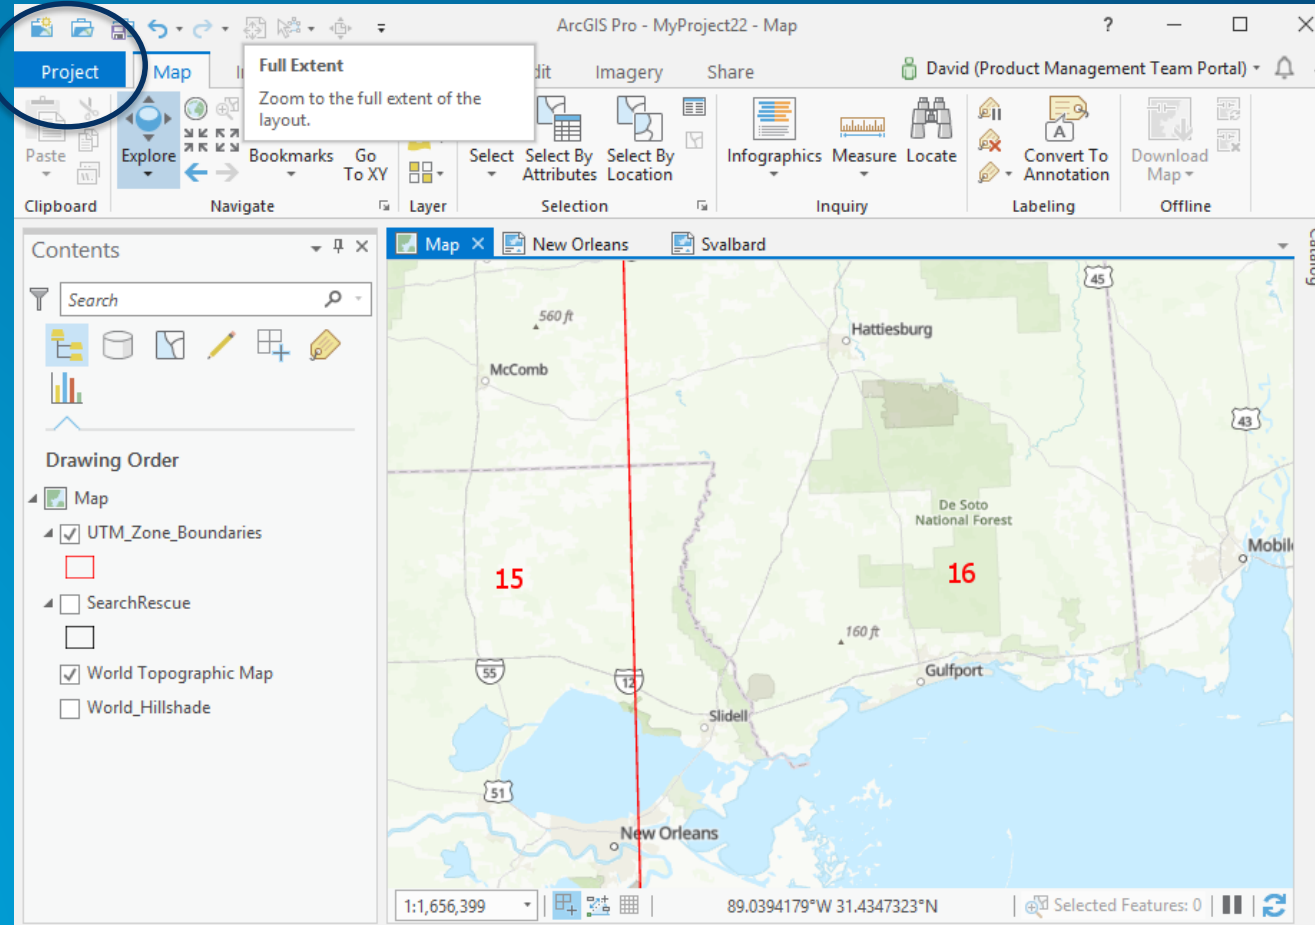 ArcGIS Pro - MyProject22 - Map
?
Project
Map
Full Extent
Zoom to the full extent of the
layout.
Imagery
Share
David (Product Management Team Portal)
Paste
Explore
Bookmarks
Go
To XY
Select
Select By
Attributes
Select By
Location
Infographics
Measure
Locate
A
Convert To
Annotation
Download
Map
Clipboard
Navigate
Layer
Selection
Inquiry
Labeling
Offline
Contents
Map
New Orleans
Svalbard
Catalog
Search
Drawing Order
Map
UTM_Zone_Boundaries
SearchRescue
World Topographic Map
World_Hillshade
45
560 ft
Hattiesburg
McComb
43
De Soto
National Forest
15
16
160 ft
55
12
Gulfport
Slidell
51
New Orleans
1:1,656,399
89.0394179°W 31.4347323°N
Selected Features: 0